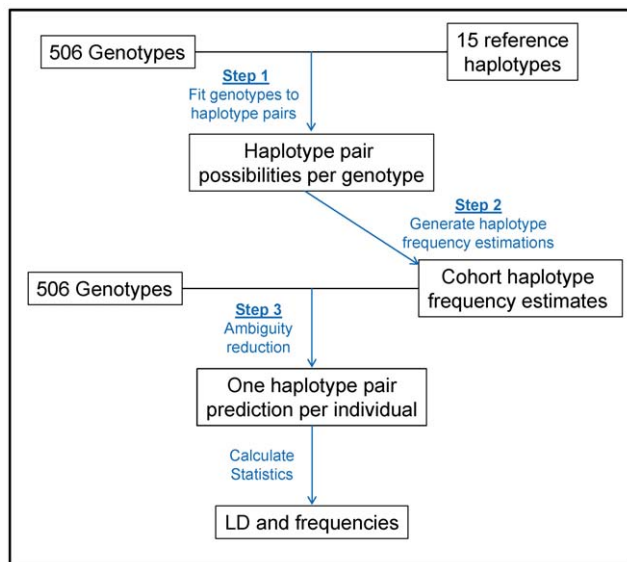 506 Genotypes
15 reference
haplotypes
Step 1
Fit genotypes to
haplotype pairs
Haplotype pair
possibilities per genotype
Step 2
Generate haplotype
frequency estimations
506 Genotypes
Cohort haplotype
frequency estimates
Step 3
Ambiguity
reduction
One haplotype pair
prediction per individual
Calculate
Statistics
LD and frequencies